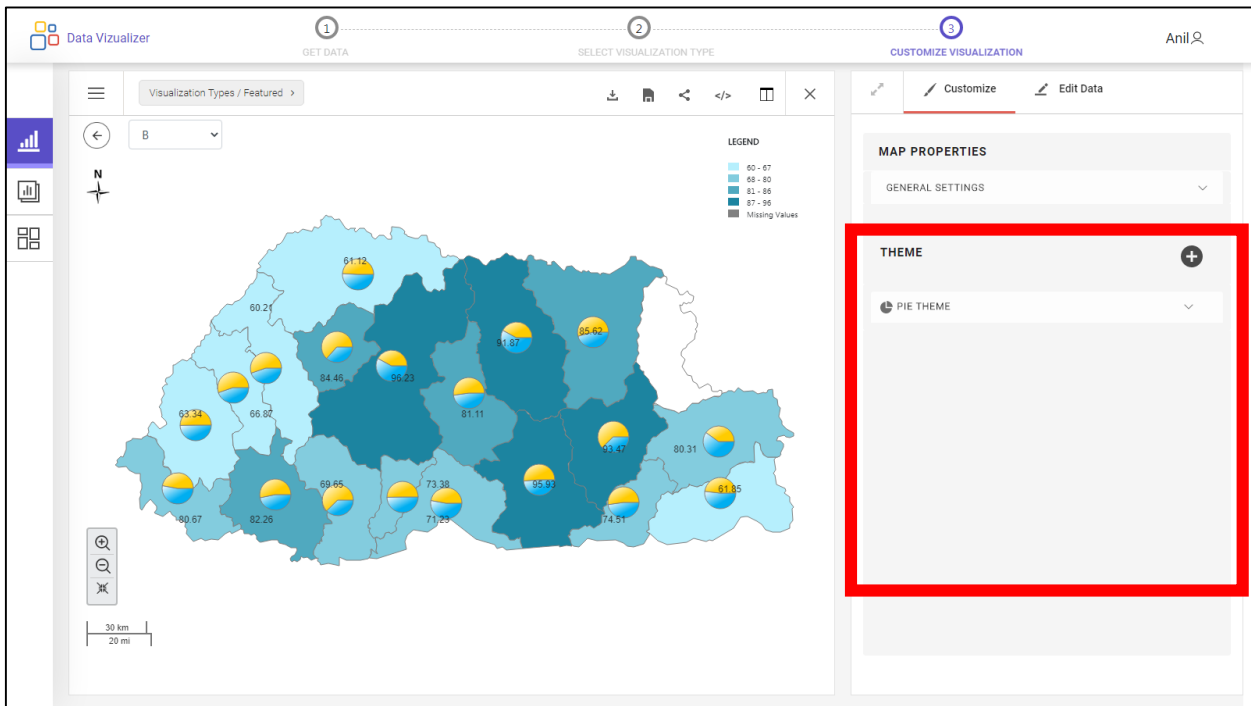 Data Vizualizer
1
GET DATA
2
SELECT VISUALIZATION TYPE
3
CUSTOMIZE VISUALIZATION
Anil
Visualization Types / Featured >
</>
B
N
LEGEND
60 - 67
68 - 80
81 - 86
87 - 96
Missing Values
61.12
60.21
85.62
91.87
84.46
96.23
63.34
66.87
81.11
93.47
80.31
69.65
73.38
95.93
61.85
80.67
82.26
71.23
74.51
30 km
20 mi
Customize
Edit Data
MAP PROPERTIES
GENERAL SETTINGS
THEME
PIE THEME